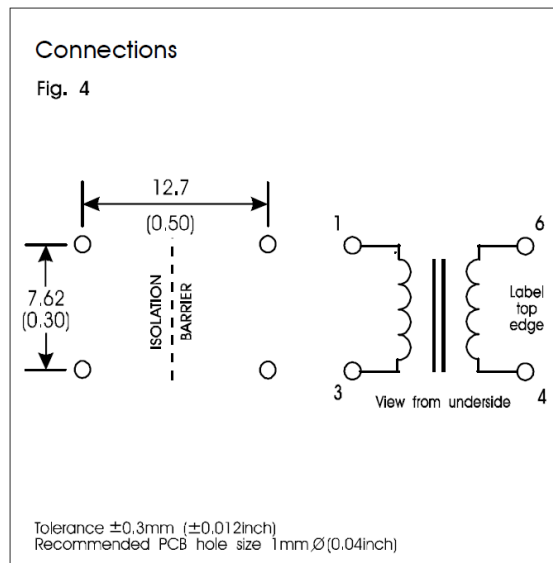 Connections
Fig. 4
12.7
(0.50)
7.62
(0.30)
ISOLATION
BARRIER
1
6
3
4
Label
top
edge
View from underside
Tolerance ±0.3mm (±0.012inch)
Recommended PCB hole size 1mm Ø(0.04inch)